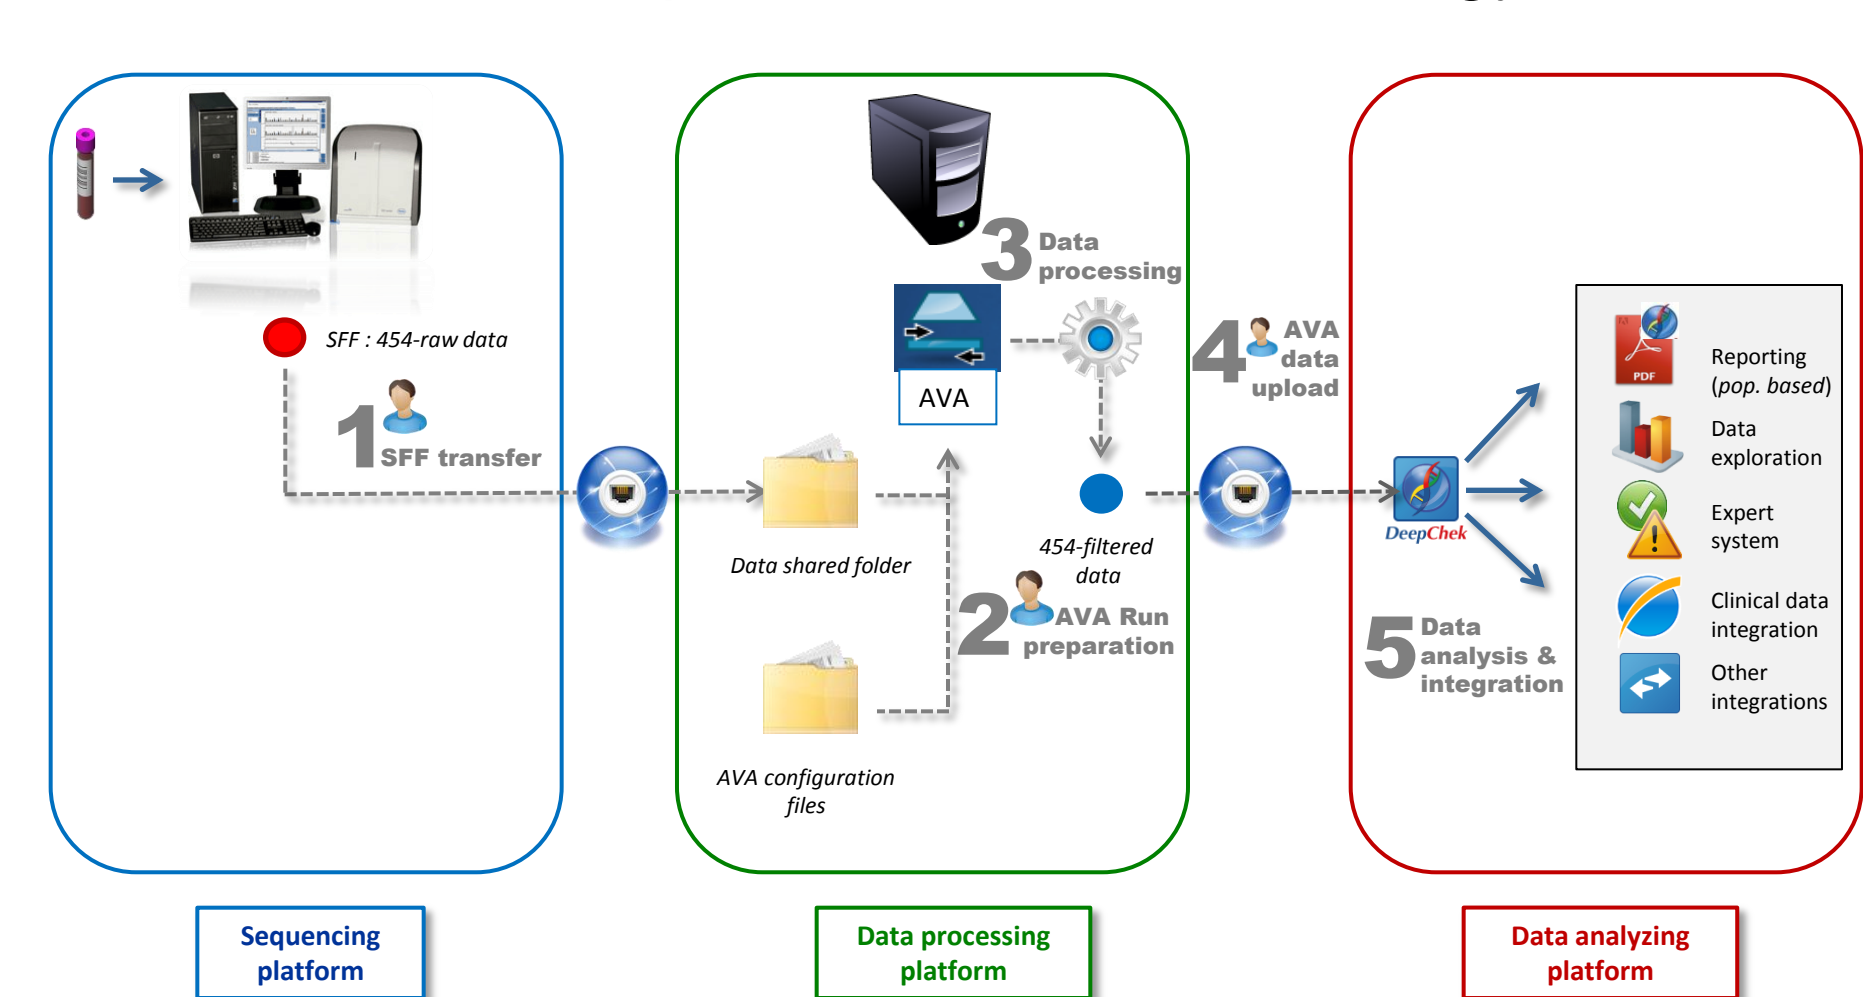 SFF : 454-raw data
1
SFF transfer
Data shared folder
AVA configuration
files
3
Data
processing
AVA
454-filtered
data
2
AVA Run
preparation
4
AVA
data
upload
DeepChek
5
Data
analysis &
integration
PDF
Reporting
(pop. based)
Data
exploration
Expert
system
Clinical data
integration
Other
integrations
Sequencing
platform
Data processing
platform
Data analyzing
platform